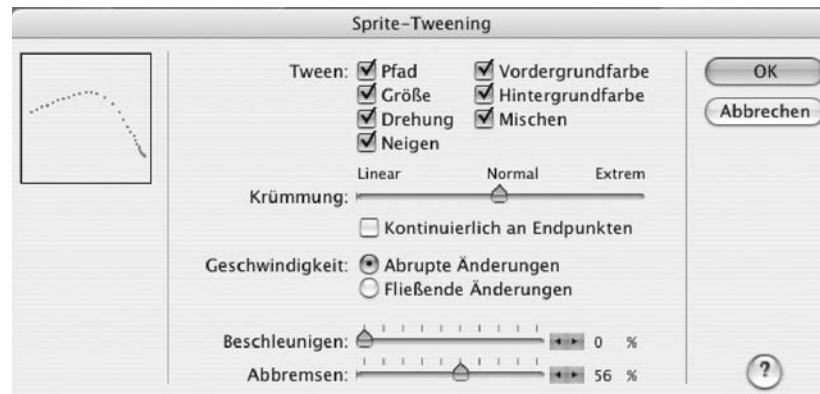 Sprite-Tweening
Tween: Pfad Vordergrundfarbe
Größe Hintergrundfarbe
Drehung Mischen
Neigen
Linear Normal Extrem
Krümmung:
Kontinuierlich an Endpunkten
Geschwindigkeit: Abrupte Änderungen
Fließende Änderungen
Beschleunigen: 0 %
Abbremsen: 56 %
OK
Abbrechen
?